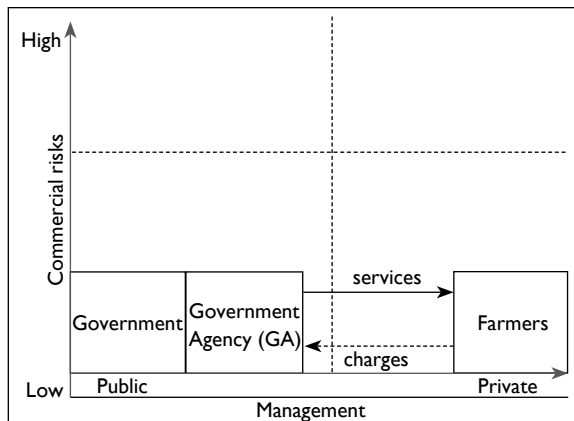 High
Commercial risks
services
Government
Government
Agency (GA)
Farmers
charges
Low
Public
Private
Management